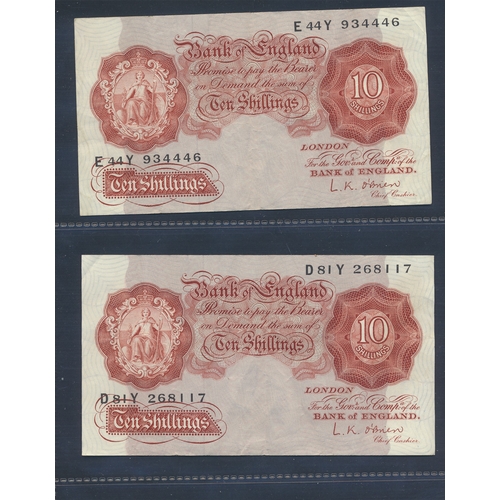 E44Y 934446
Bank of England
Promise to pay the Bearer
on Demand the sum of
Ten Shillings
10
SHILLINGS
LONDON
For the Govr. and Compa. of the
BANK OF ENGLAND.
E44Y 934446
Ten Shillings
L.K. O'Brien
Chief Cashier
D81Y 268117
Bank of England
Promise to pay the Bearer
on Demand the sum of
Ten Shillings
10
SHILLINGS
LONDON
For the Govr. and Compa. of the
BANK OF ENGLAND.
D81Y 268117
Ten Shillings
L.K. O'Brien
Chief Cashier